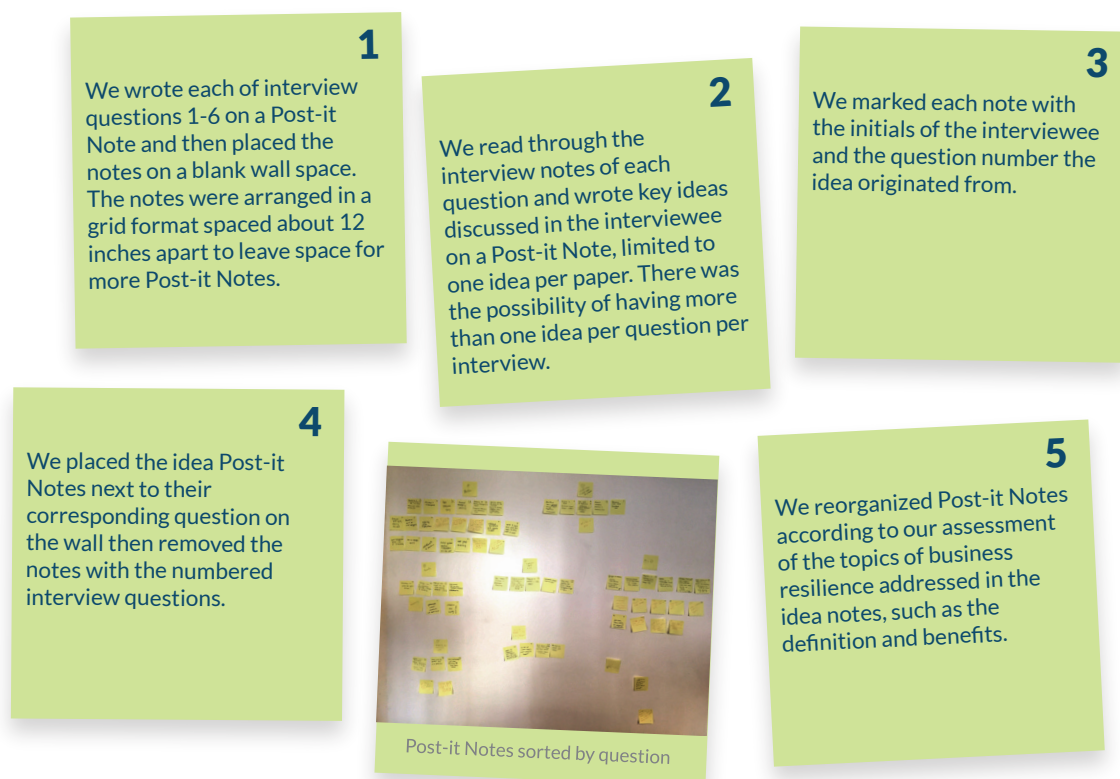 1
We wrote each of interview
questions 1-6 on a Post-it
Note and then placed the
notes on a blank wall space.
The notes were arranged in a
grid format spaced about 12
inches apart to leave space for
more Post-it Notes.
2
We read through the
interview notes of each
question and wrote key ideas
discussed in the interviewee
on a Post-it Note, limited to
one idea per paper. There was
the possibility of having more
than one idea per question per
interview.
3
We marked each note with
the initials of the interviewee
and the question number the
idea originated from.
4
We placed the idea Post-it
Notes next to their
corresponding question on
the wall then removed the
notes with the numbered
interview questions.
Post-it Notes sorted by question
5
We reorganized Post-it Notes
according to our assessment
of the topics of business
resilience addressed in the
idea notes, such as the
definition and benefits.